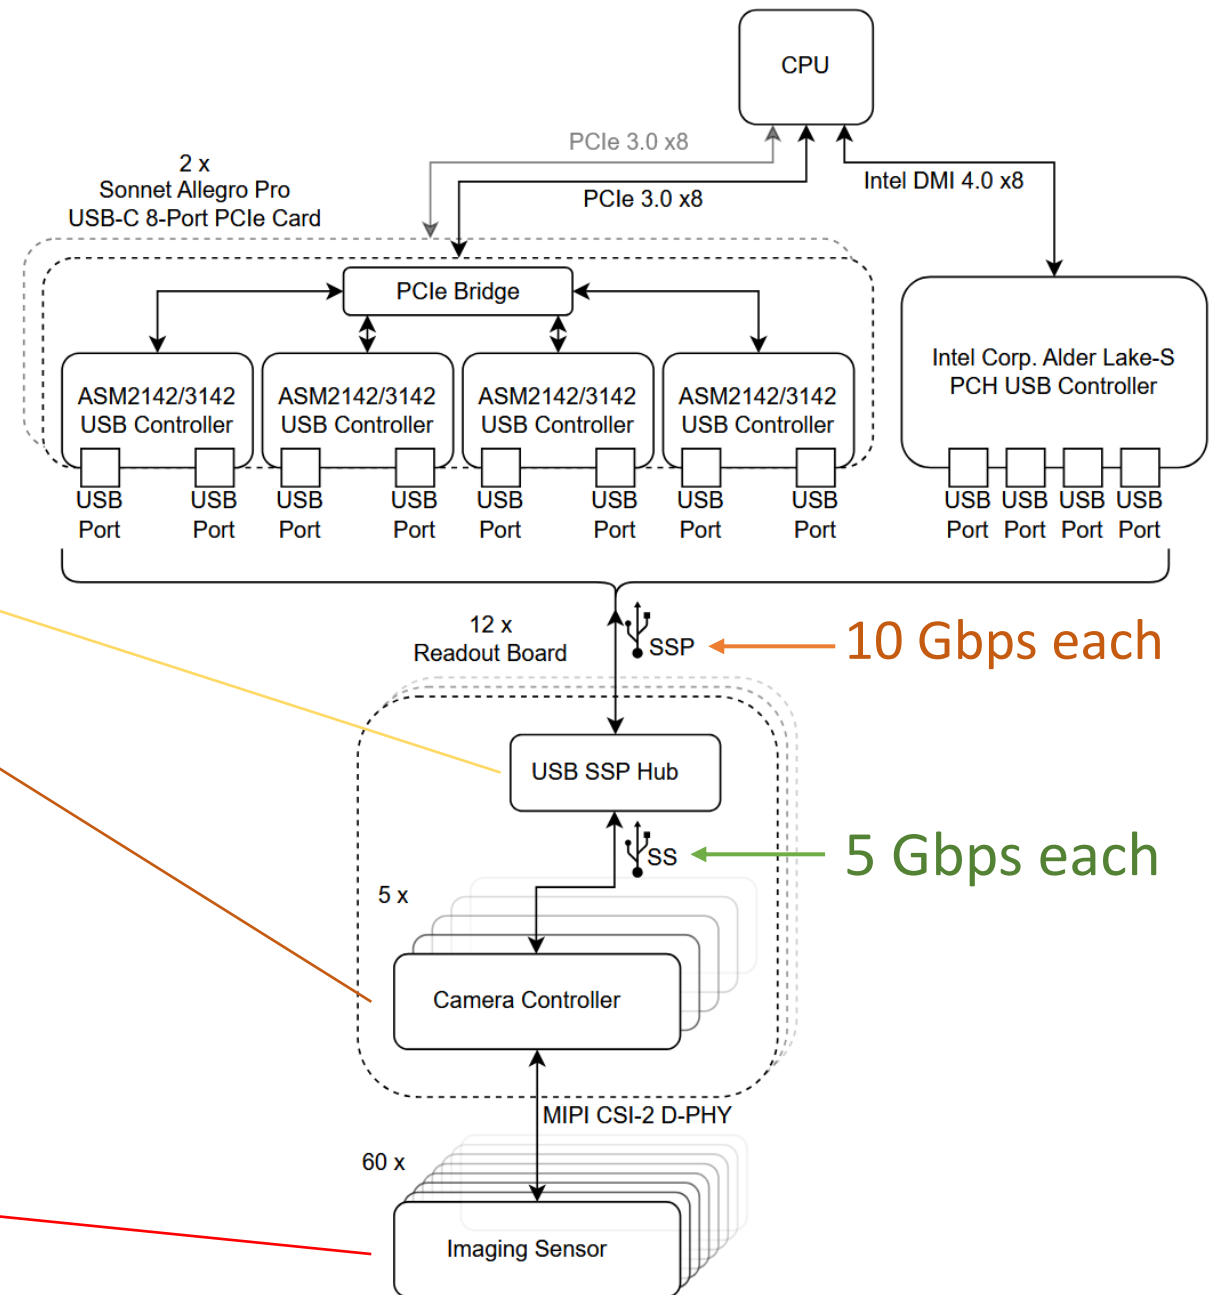 CPU
PCIe 3.0 x8
PCIe 3.0 x8
Intel DMI 4.0 x8
2 x
Sonnet Allegro Pro
USB-C 8-Port PCIe Card
PCIe Bridge
ASM2142/3142
USB Controller
ASM2142/3142
USB Controller
ASM2142/3142
USB Controller
ASM2142/3142
USB Controller
Intel Corp. Alder Lake-S
PCH USB Controller
USB
Port
USB
Port
USB
Port
USB
Port
USB
Port
USB
Port
USB
Port
USB
Port
USB
Port
USB
Port
USB
Port
USB
Port
12 x
Readout Board
SSP
10 Gbps each
USB SSP Hub
SS
5 Gbps each
5 x
Camera Controller
MIPI CSI-2 D-PHY
60 x
Imaging Sensor